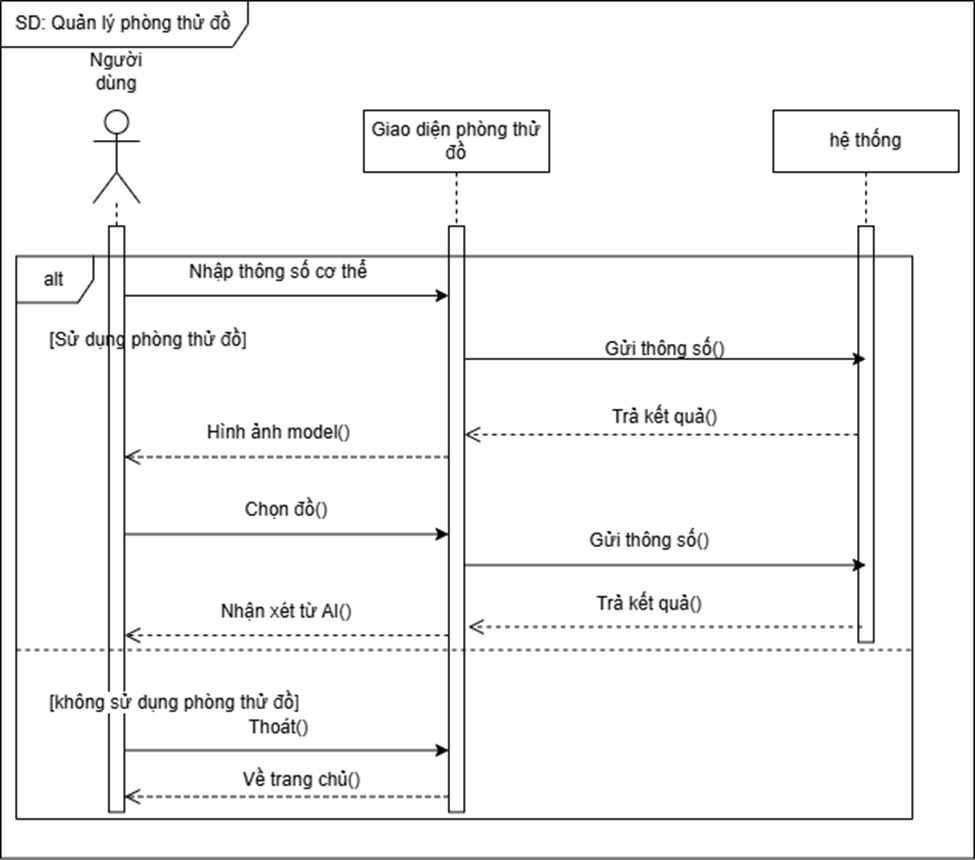 SD: Quản lý phòng thử đồ
Người
dùng
Giao diện phòng thử
đồ
hệ thống
alt
Nhập thông số cơ thể
[Sử dụng phòng thử đồ]
Gửi thông số()
Trả kết quả()
Hình ảnh model()
Chọn đồ()
Gửi thông số()
Trả kết quả()
Nhận xét từ AI()
[không sử dụng phòng thử đồ]
Thoát()
Về trang chủ()